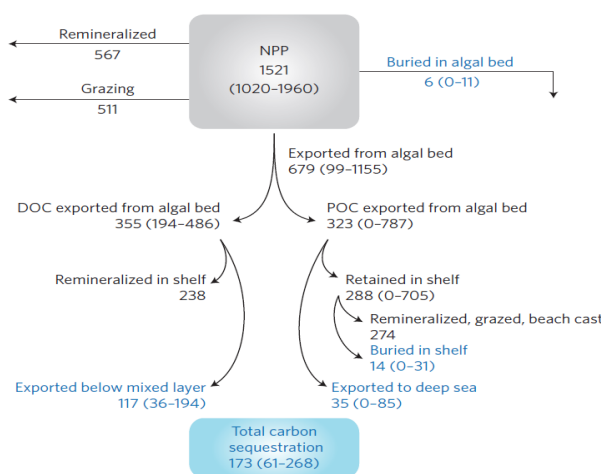 Remineralized
567
NPP
1521
(1020–1960)
Buried in algal bed
6 (0–11)
Grazing
511
Exported from algal bed
679 (99–1155)
DOC exported from algal bed
355 (194–486)
POC exported from algal bed
323 (0–787)
Remineralized in shelf
238
Retained in shelf
288 (0–705)
Remineralized, grazed, beach cast
274
Buried in shelf
14 (0–31)
Exported below mixed layer
117 (36–194)
Exported to deep sea
35 (0–85)
Total carbon
sequestration
173 (61–268)